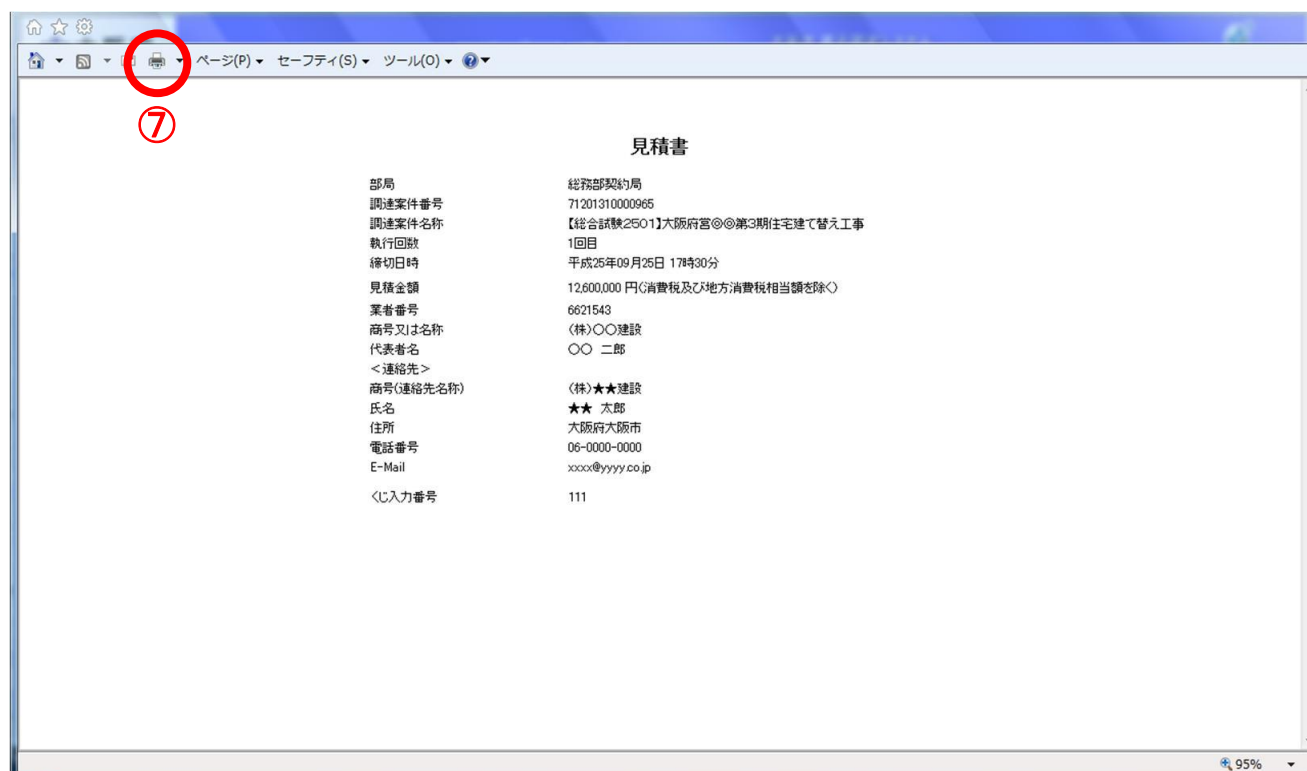 ページ(P) セーフティ(S) ツール(O)
⑦
見積書
部局 総務部契約局
調達案件番号 71201310000965
調達案件名称 【総合試験2501】大阪府営◎◎第3期住宅建て替え工事
執行回数 1回目
締切日時 平成25年09月25日 17時30分
見積金額 12,600,000 円(消費税及び地方消費税相当額を除く)
業者番号 6621543
商号又は名称 (株)〇〇建設
代表者名 〇〇 二郎
<連絡先>
商号(連絡先名称) (株)★★建設
氏名 ★★ 太郎
住所 大阪府大阪市
電話番号 06-0000-0000
E-Mail xxxx@yyyy.co.jp
くじ入力番号 111
95%